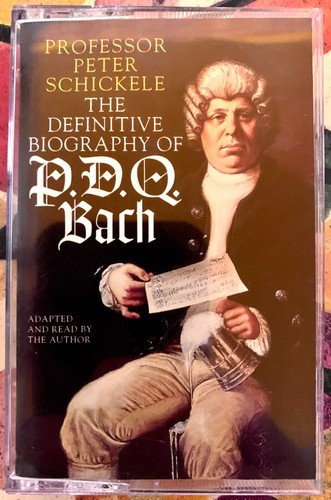 PROFESSOR
PETER
SCHICKELE
THE
DEFINITIVE
BIOGRAPHY OF
P.D.Q.
Bach
ADAPTED
AND READ BY
THE AUTHOR